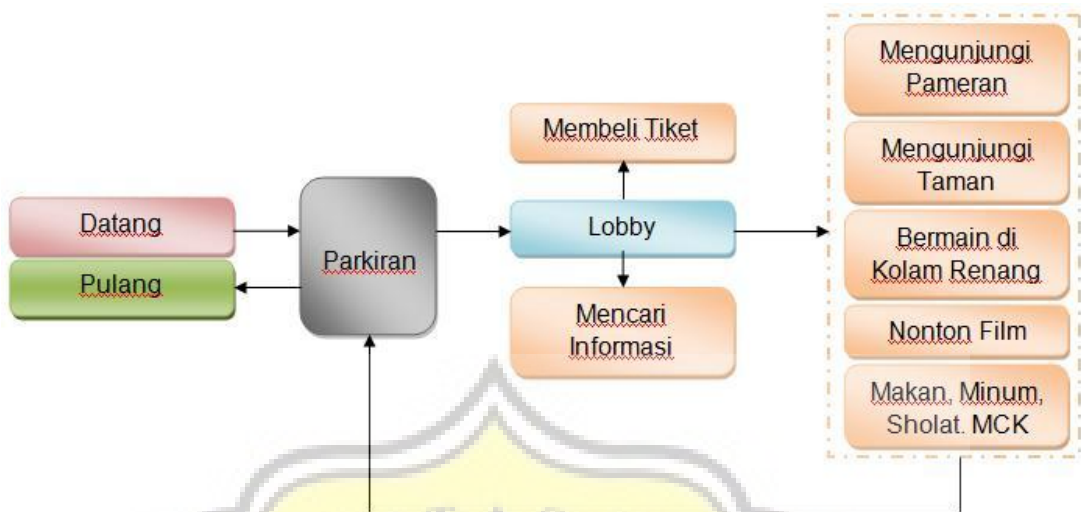 Datang
Pulang
Parkiran
Membeli Tiket
Lobby
Mencari
Informasi
Mengunjungi
Pameran
Mengunjungi
Taman
Bermain di
Kolam Renang
Nonton Film
Makan, Minum,
Sholat. MCK